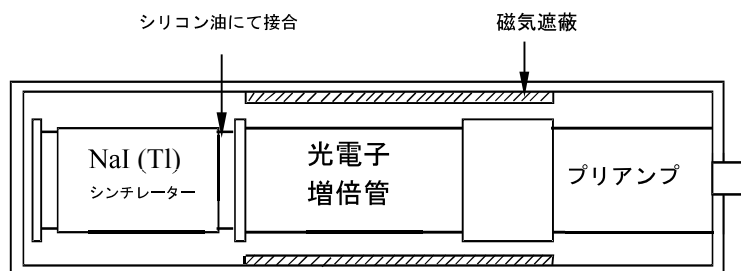 シリコン油にて接合
磁気遮蔽
NaI (Tl)
シンチレーター
光電子
増倍管
プリアンプ